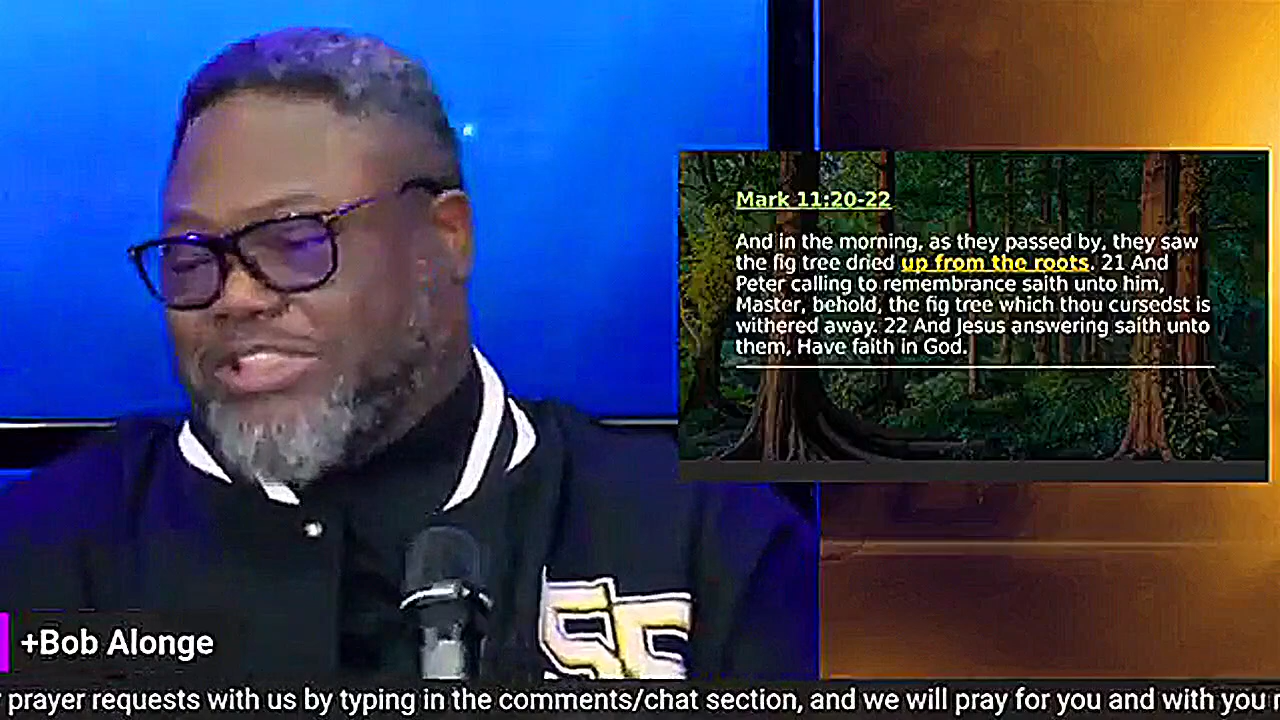 Mark 11:20-22
And in the morning, as they passed by, they saw
the fig tree dried up from the roots. 21 And
Peter calling to remembrance saith unto him,
Master, behold, the fig tree which thou cursedst is
withered away. 22 And Jesus answering saith unto
them, Have faith in God.
+Bob Alonge
prayer requests with us by typing in the comments/chat section, and we will pray for you and with you